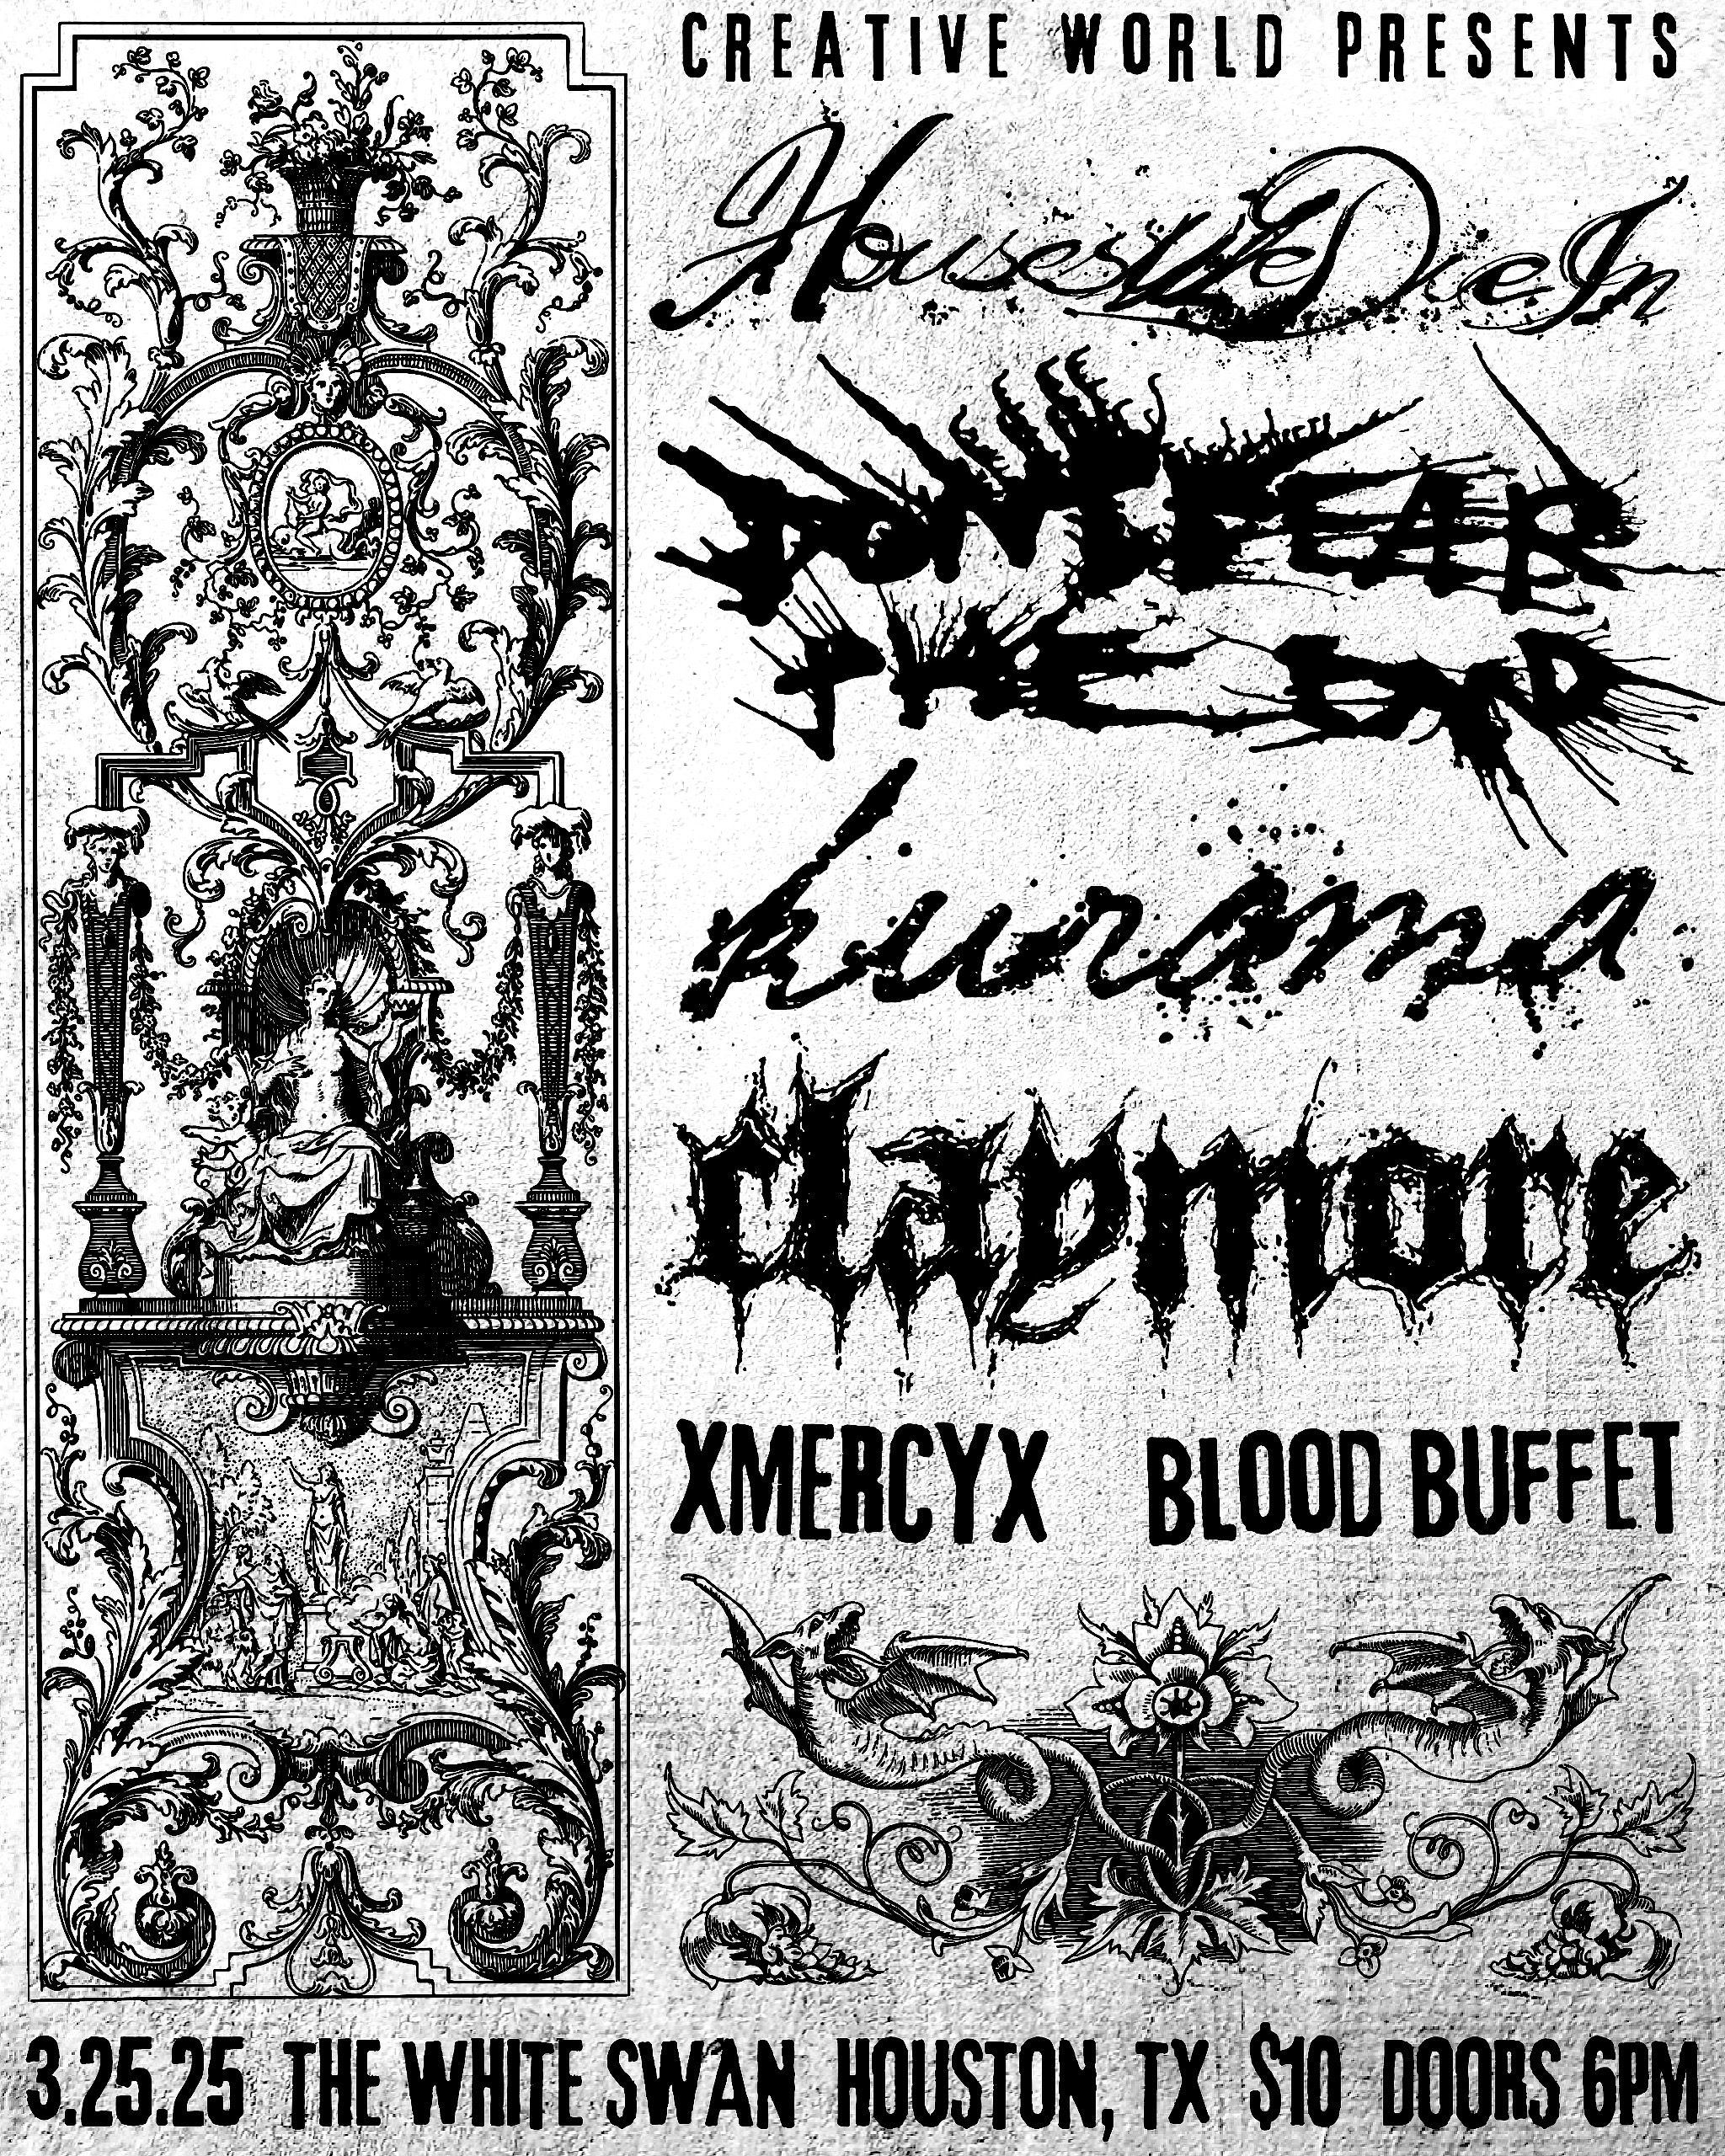 CREATIVE WORLD PRESENTS
Houses We Die In
DON'T FEAR
THE END
kurama
claymore
XMERCYX BLOOD BUFFET
3.25.25 THE WHITE SWAN HOUSTON, TX $10 DOORS 6PM